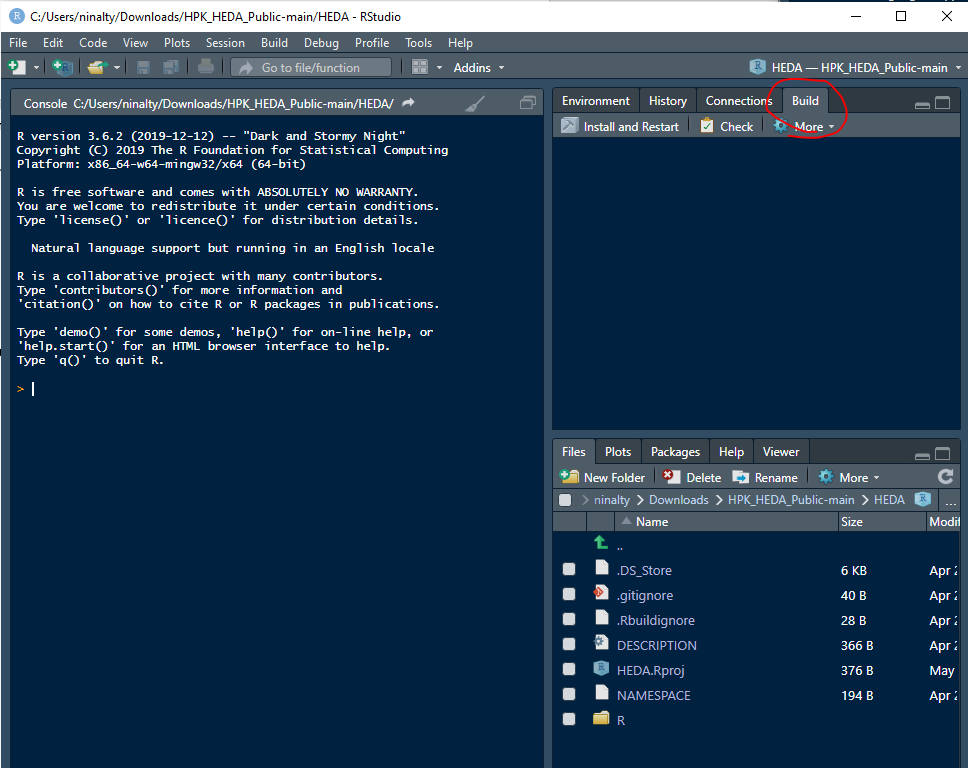 C:/Users/ninalty/Downloads/HPK_HEDA_Public-main/HEDA - RStudio
File Edit Code View Plots Session Build Debug Profile Tools Help
Go to file/function Addins HEDA — HPK_HEDA_Public-main
Console C:/Users/ninalty/Downloads/HPK_HEDA_Public-main/HEDA/
R version 3.6.2 (2019-12-12) -- "Dark and Stormy Night"
Copyright (C) 2019 The R Foundation for Statistical Computing
Platform: x86_64-w64-mingw32/x64 (64-bit)
R is free software and comes with ABSOLUTELY NO WARRANTY.
You are welcome to redistribute it under certain conditions.
Type 'license()' or 'licence()' for distribution details.
Natural language support but running in an English locale
R is a collaborative project with many contributors.
Type 'contributors()' for more information and
'citation()' on how to cite R or R packages in publications.
Type 'demo()' for some demos, 'help()' for on-line help, or
'help.start()' for an HTML browser interface to help.
Type 'q()' to quit R.
>
Environment History Connections Build
Install and Restart Check More
Files Plots Packages Help Viewer
New Folder Delete Rename More
ninalty Downloads HPK_HEDA_Public-main HEDA ...
Name Size Modif
..
.DS_Store 6 KB Apr 2
.gitignore 40 B Apr 2
.Rbuildignore 28 B Apr 2
DESCRIPTION 366 B Apr 2
HEDA.Rproj 376 B May
NAMESPACE 194 B Apr 2
R